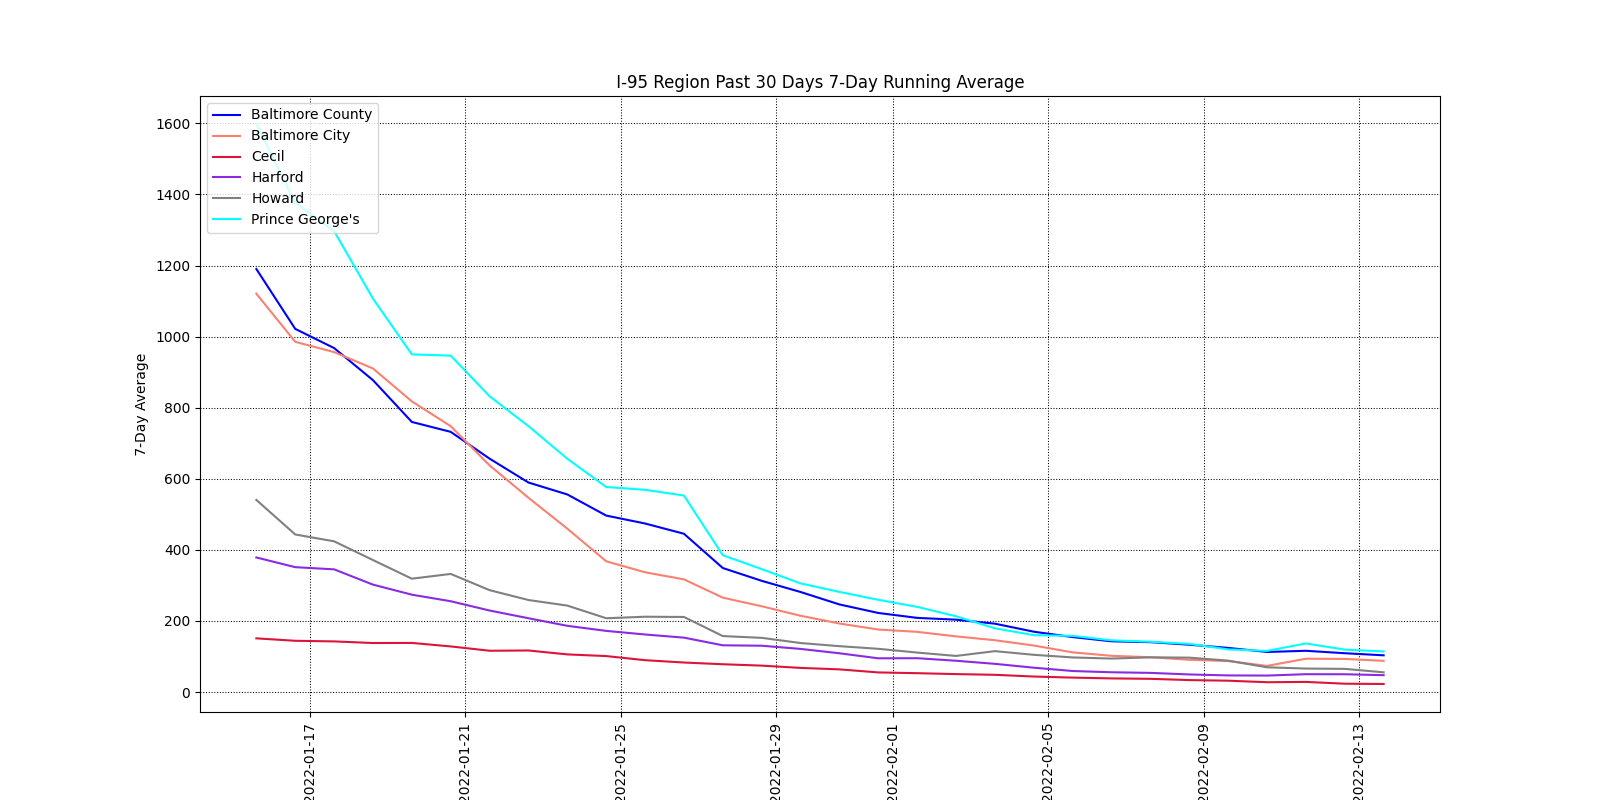 I-95 Region Past 30 Days 7-Day Running Average
Baltimore County
Baltimore City
Cecil
Harford
Howard
Prince George's
1600
1400
1200
1000
800
600
400
200
0
7-Day Average
2022-01-17
2022-01-21
2022-01-25
2022-01-29
2022-02-01
2022-02-05
2022-02-09
2022-02-13